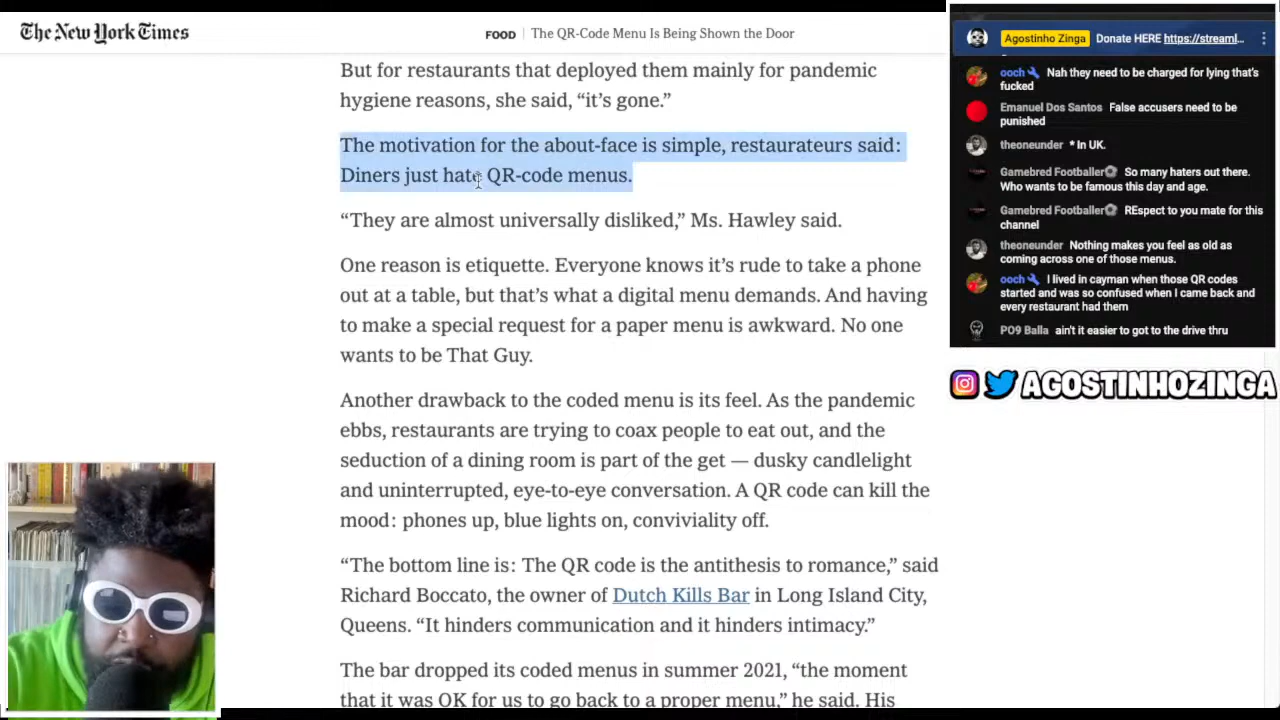 The New York Times
FOOD | The QR-Code Menu Is Being Shown the Door
But for restaurants that deployed them mainly for pandemic
hygiene reasons, she said, “it’s gone.”
The motivation for the about-face is simple, restaurateurs said:
Diners just hate QR-code menus.
“They are almost universally disliked,” Ms. Hawley said.
One reason is etiquette. Everyone knows it’s rude to take a phone
out at a table, but that’s what a digital menu demands. And having
to make a special request for a paper menu is awkward. No one
wants to be That Guy.
Another drawback to the coded menu is its feel. As the pandemic
ebbs, restaurants are trying to coax people to eat out, and the
seduction of a dining room is part of the get — dusky candlelight
and uninterrupted, eye-to-eye conversation. A QR code can kill the
mood: phones up, blue lights on, conviviality off.
“The bottom line is: The QR code is the antithesis to romance,” said
Richard Boccato, the owner of Dutch Kills Bar in Long Island City,
Queens. “It hinders communication and it hinders intimacy.”
The bar dropped its coded menus in summer 2021, “the moment
that it was OK for us to go back to a proper menu,” he said. His
Agostinho Zinga Donate HERE https://streaml...
ooch Nah they need to be charged for lying that's
fucked
Emanuel Dos Santos False accusers need to be
punished
theoneunder * In UK.
Gamebred Footballer So many haters out there.
Who wants to be famous this day and age.
Gamebred Footballer REspect to you mate for this
channel
theoneunder Nothing makes you feel as old as
coming across one of those menus.
ooch I lived in cayman when those QR codes
started and was so confused when I came back and
every restaurant had them
PO9 Balla ain't it easier to got to the drive thru
AGOSTINHOZINGA